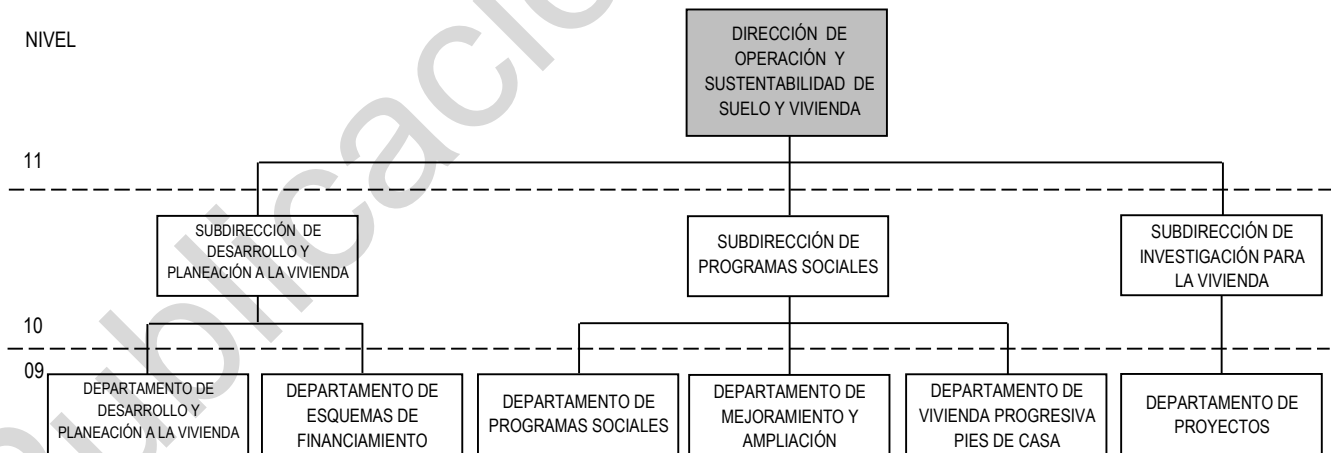 NIVEL
DIRECCIÓN DE
OPERACIÓN Y
SUSTENTABILIDAD DE
SUELO Y VIVIENDA
11
SUBDIRECCIÓN DE
DESARROLLO Y
PLANEACIÓN A LA VIVIENDA
SUBDIRECCIÓN DE
PROGRAMAS SOCIALES
SUBDIRECCIÓN DE
INVESTIGACIÓN PARA
LA VIVIENDA
10
09
DEPARTAMENTO DE
DESARROLLO Y
PLANEACIÓN A LA VIVIENDA
DEPARTAMENTO DE
ESQUEMAS DE
FINANCIAMIENTO
DEPARTAMENTO DE
PROGRAMAS SOCIALES
DEPARTAMENTO DE
MEJORAMIENTO Y
AMPLIACIÓN
DEPARTAMENTO DE
VIVIENDA PROGRESIVA
PIES DE CASA
DEPARTAMENTO DE
PROYECTOS